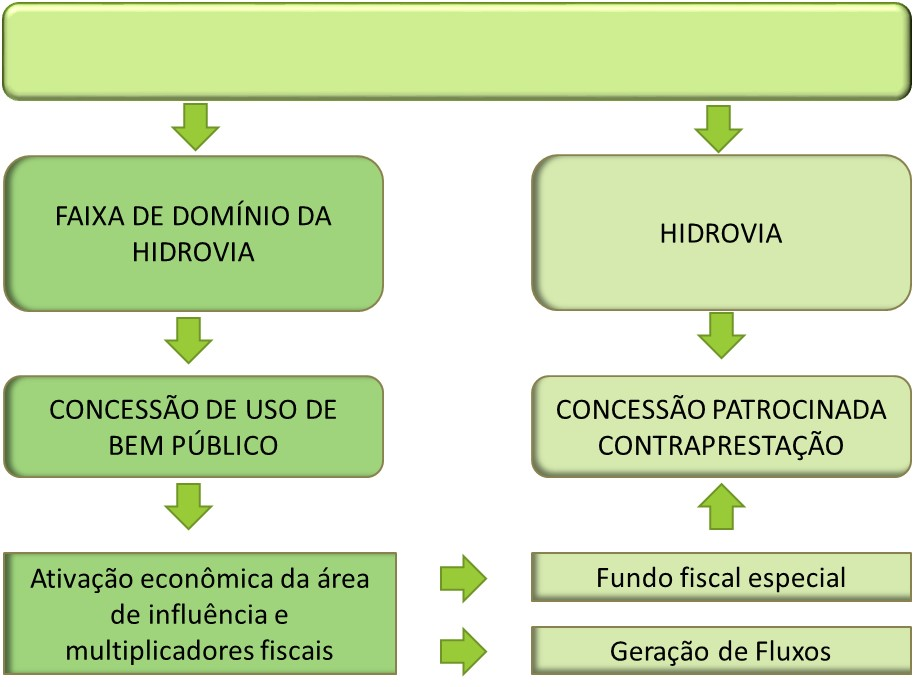 FAIXA DE DOMÍNIO DA
HIDROVIA
HIDROVIA
CONCESSÃO DE USO DE
BEM PÚBLICO
CONCESSÃO PATROCINADA
CONTRAPRESTAÇÃO
Ativação econômica da área
de influência e
multiplicadores fiscais
Fundo fiscal especial
Geração de Fluxos